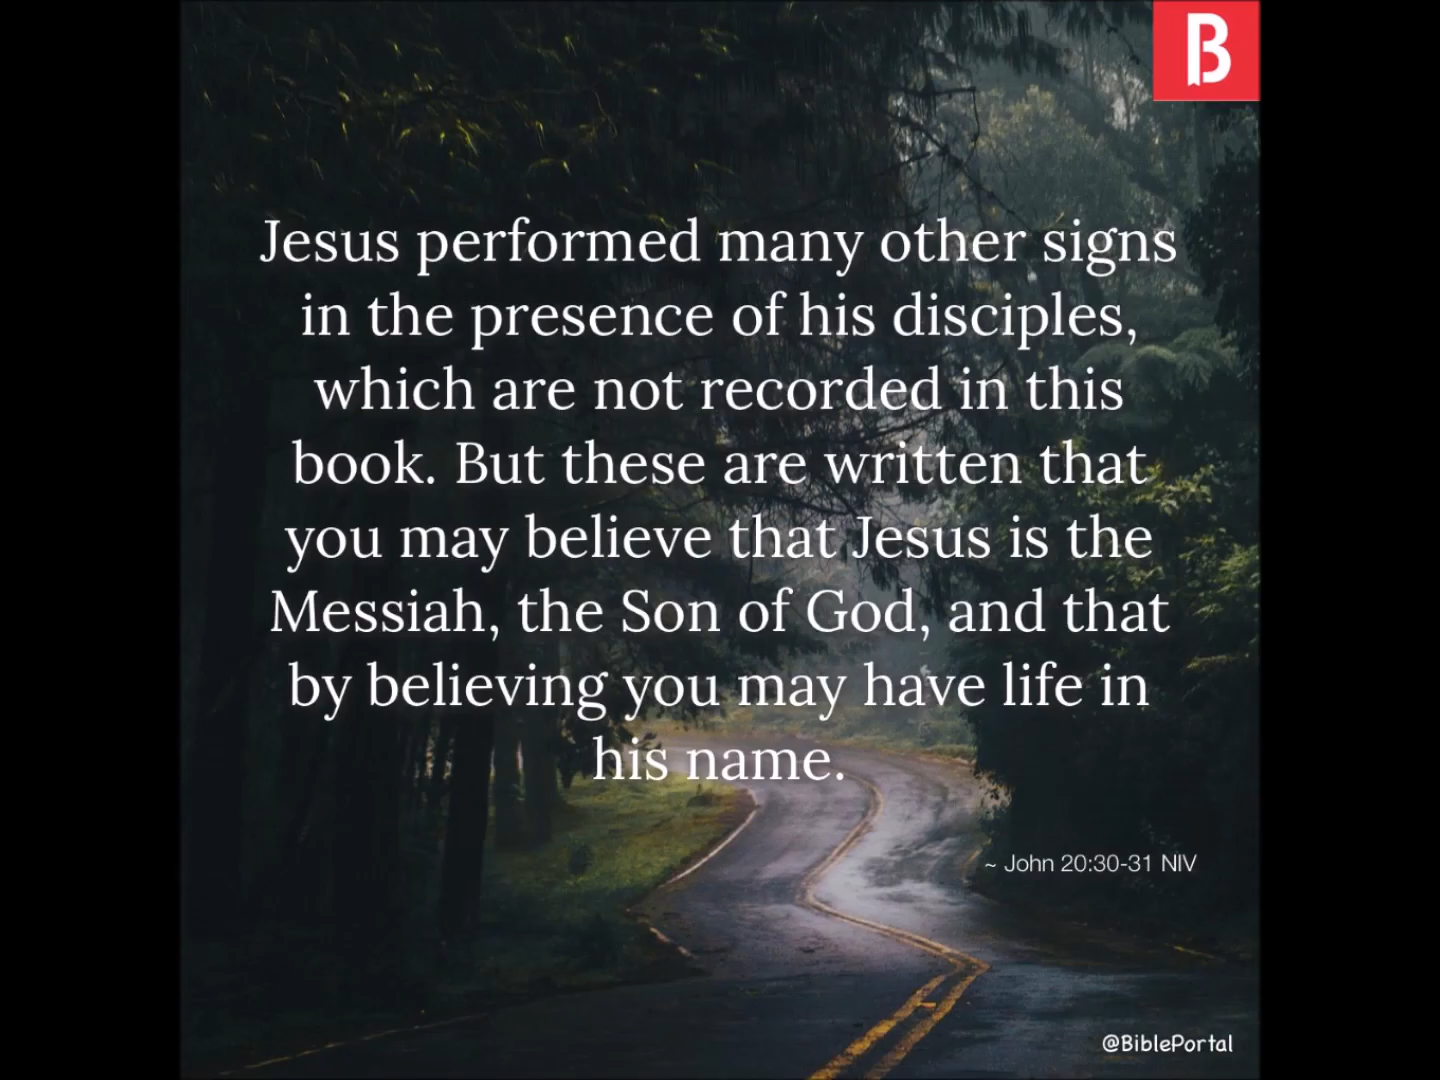 B
Jesus performed many other signs
in the presence of his disciples,
which are not recorded in this
book. But these are written that
you may believe that Jesus is the
Messiah, the Son of God, and that
by believing you may have life in
his name.
~ John 20:30-31 NIV
@BiblePortal